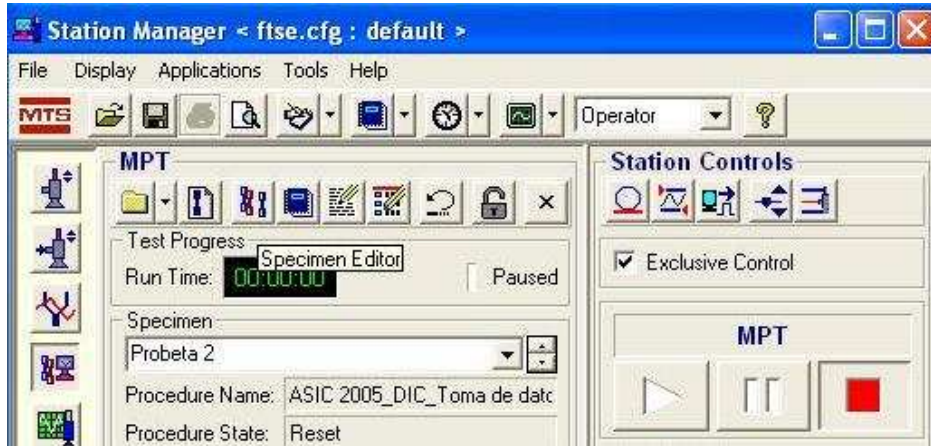 Station Manager < ftse.cfg : default >
File Display Applications Tools Help
MTS Operator
MPT
Station Controls
Test Progress
Specimen Editor
Run Time: 00:00:00 Paused
Exclusive Control
Specimen
Probeta 2
MPT
Procedure Name: ASIC 2005_DIC_Toma de datc
Procedure State: Reset